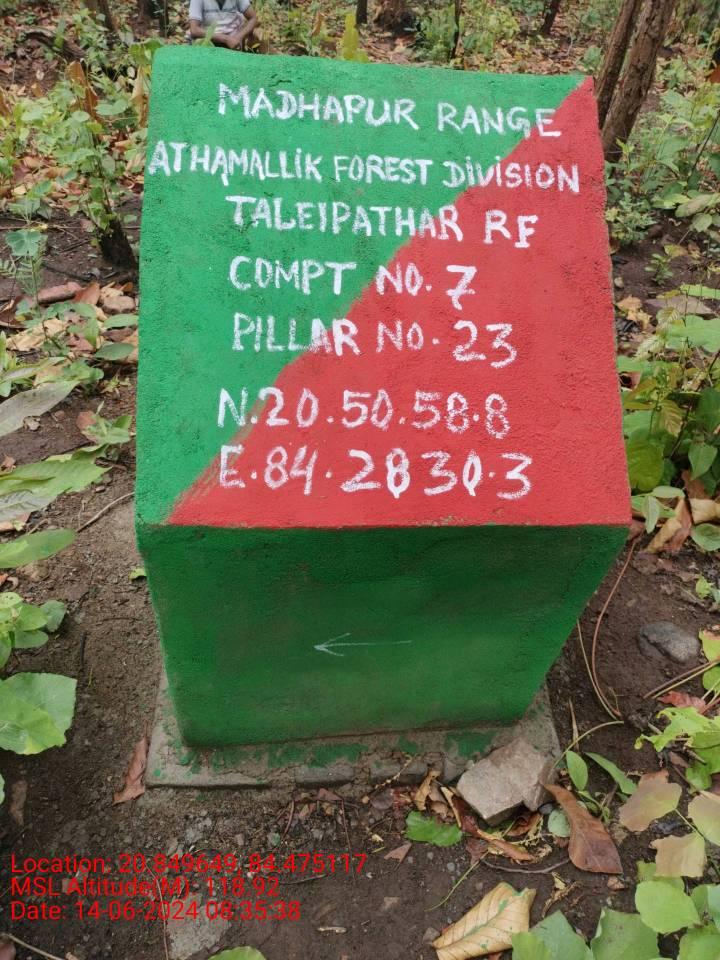 MADHAPUR RANGE
ATHAMALLIK FOREST DIVISION
TALEIPATHAR RF
COMPT NO. 7
PILLAR NO. 23
N.20.50.58.8
E.84.2830.3
Location: 20.849649, 84.475117
MSL Altitude(M): 118.92
Date: 14-06-2024 08:35:38